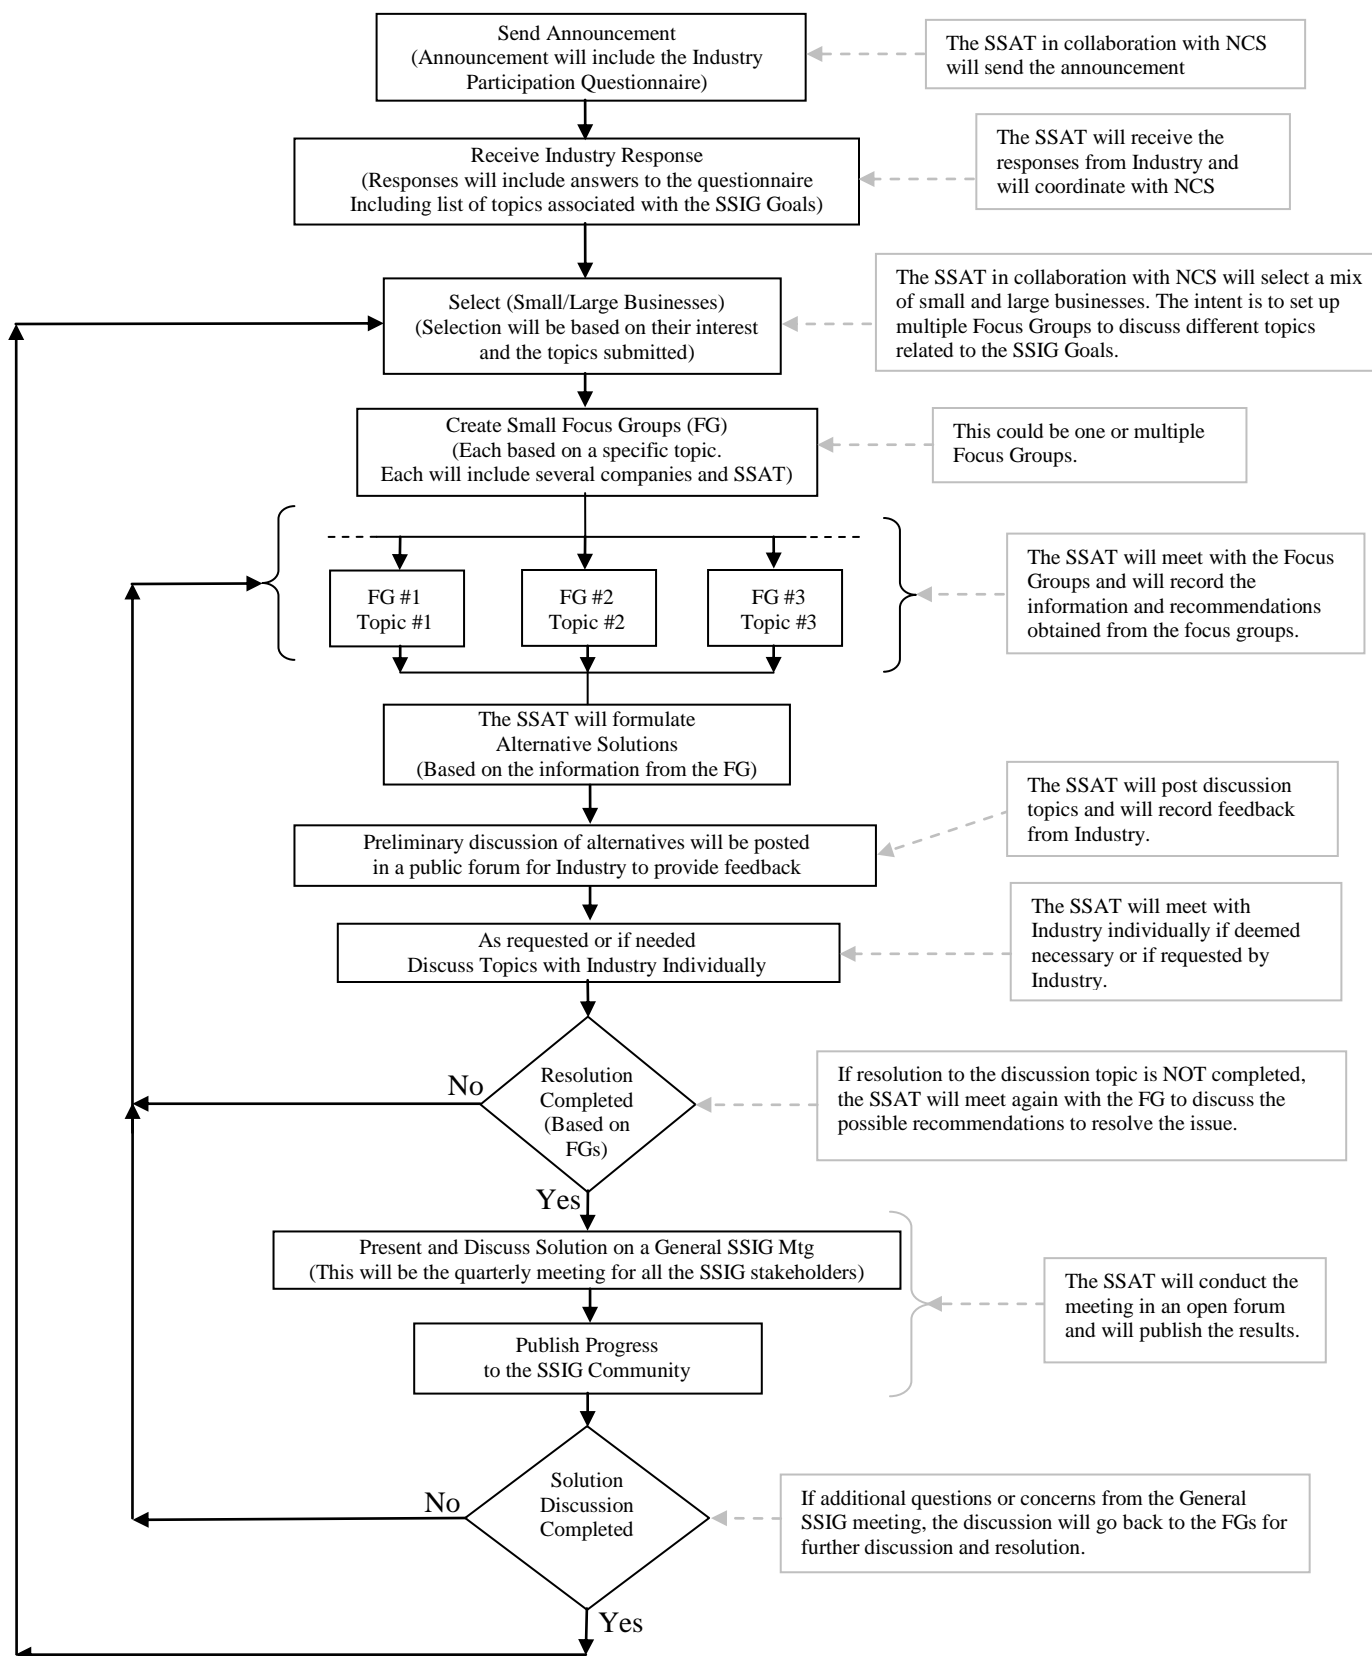 Send Announcement
(Announcement will include the Industry
Participation Questionnaire)
The SSAT in collaboration with NCS
will send the announcement
Receive Industry Response
(Responses will include answers to the questionnaire
Including list of topics associated with the SSIG Goals)
The SSAT will receive the
responses from Industry and
will coordinate with NCS
Select (Small/Large Businesses)
(Selection will be based on their interest
and the topics submitted)
The SSAT in collaboration with NCS will select a mix
of small and large businesses. The intent is to set up
multiple Focus Groups to discuss different topics
related to the SSIG Goals.
Create Small Focus Groups (FG)
(Each based on a specific topic.
Each will include several companies and SSAT)
This could be one or multiple
Focus Groups.
FG #1
Topic #1
FG #2
Topic #2
FG #3
Topic #3
The SSAT will meet with the Focus
Groups and will record the
information and recommendations
obtained from the focus groups.
The SSAT will formulate
Alternative Solutions
(Based on the information from the FG)
Preliminary discussion of alternatives will be posted
in a public forum for Industry to provide feedback
The SSAT will post discussion
topics and will record feedback
from Industry.
As requested or if needed
Discuss Topics with Industry Individually
The SSAT will meet with
Industry individually if deemed
necessary or if requested by
Industry.
No
Resolution
Completed
(Based on
FGs)
If resolution to the discussion topic is NOT completed,
the SSAT will meet again with the FG to discuss the
possible recommendations to resolve the issue.
Yes
Present and Discuss Solution on a General SSIG Mtg
(This will be the quarterly meeting for all the SSIG stakeholders)
Publish Progress
to the SSIG Community
The SSAT will conduct the
meeting in an open forum
and will publish the results.
No
Solution
Discussion
Completed
If additional questions or concerns from the General
SSIG meeting, the discussion will go back to the FGs for
further discussion and resolution.
Yes